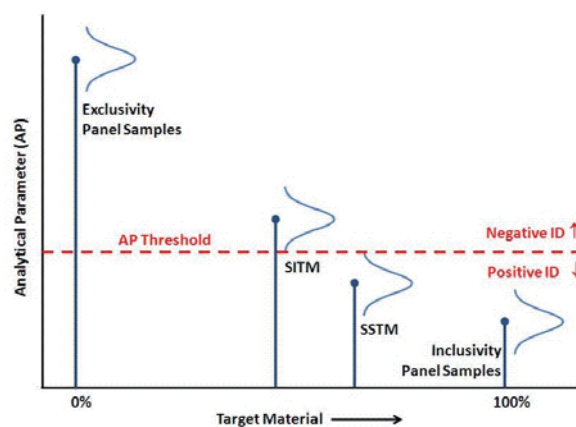 Analytical Parameter (AP)
Exclusivity
Panel Samples
AP Threshold
Negative ID ↑
Positive ID ↓
SITM
SSTM
Inclusivity
Panel Samples
0%
100%
Target Material →